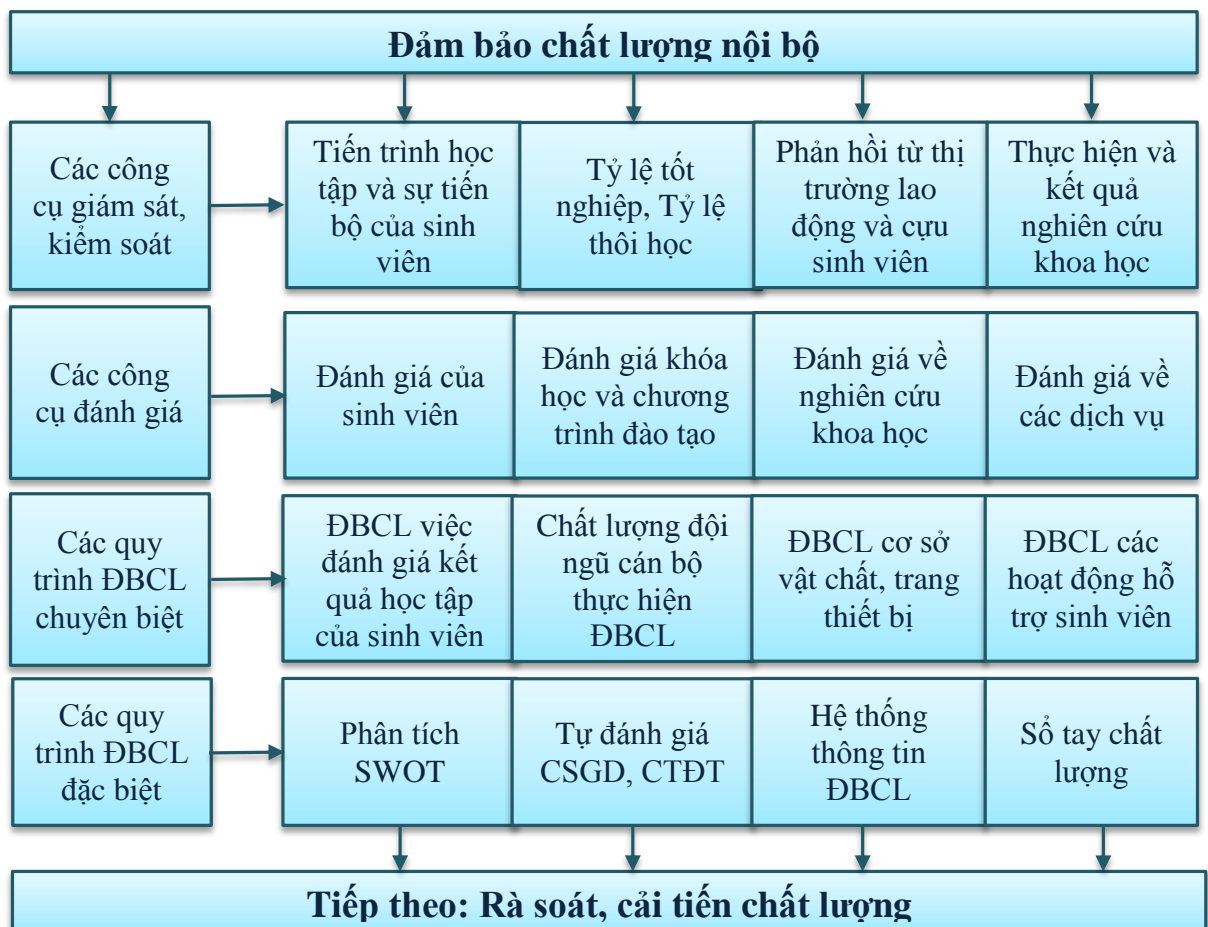 Đảm bảo chất lượng nội bộ
Các công
cụ giám sát,
kiểm soát
Tiến trình học
tập và sự tiến
bộ của sinh
viên
Tỷ lệ tốt
nghiệp, Tỷ lệ
thôi học
Phản hồi từ thị
trường lao
động và cựu
sinh viên
Thực hiện và
kết quả
nghiên cứu
khoa học
Các công
cụ đánh giá
Đánh giá của
sinh viên
Đánh giá khóa
học và chương
trình đào tạo
Đánh giá về
nghiên cứu
khoa học
Đánh giá về
các dịch vụ
Các quy
trình ĐBCL
chuyên biệt
ĐBCL việc
đánh giá kết
quả học tập
của sinh viên
Chất lượng đội
ngũ cán bộ
thực hiện
ĐBCL
ĐBCL cơ sở
vật chất, trang
thiết bị
ĐBCL các
hoạt động hỗ
trợ sinh viên
Các quy
trình ĐBCL
đặc biệt
Phân tích
SWOT
Tự đánh giá
CSGD, CTĐT
Hệ thống
thông tin
ĐBCL
Sổ tay chất
lượng
Tiếp theo: Rà soát, cải tiến chất lượng